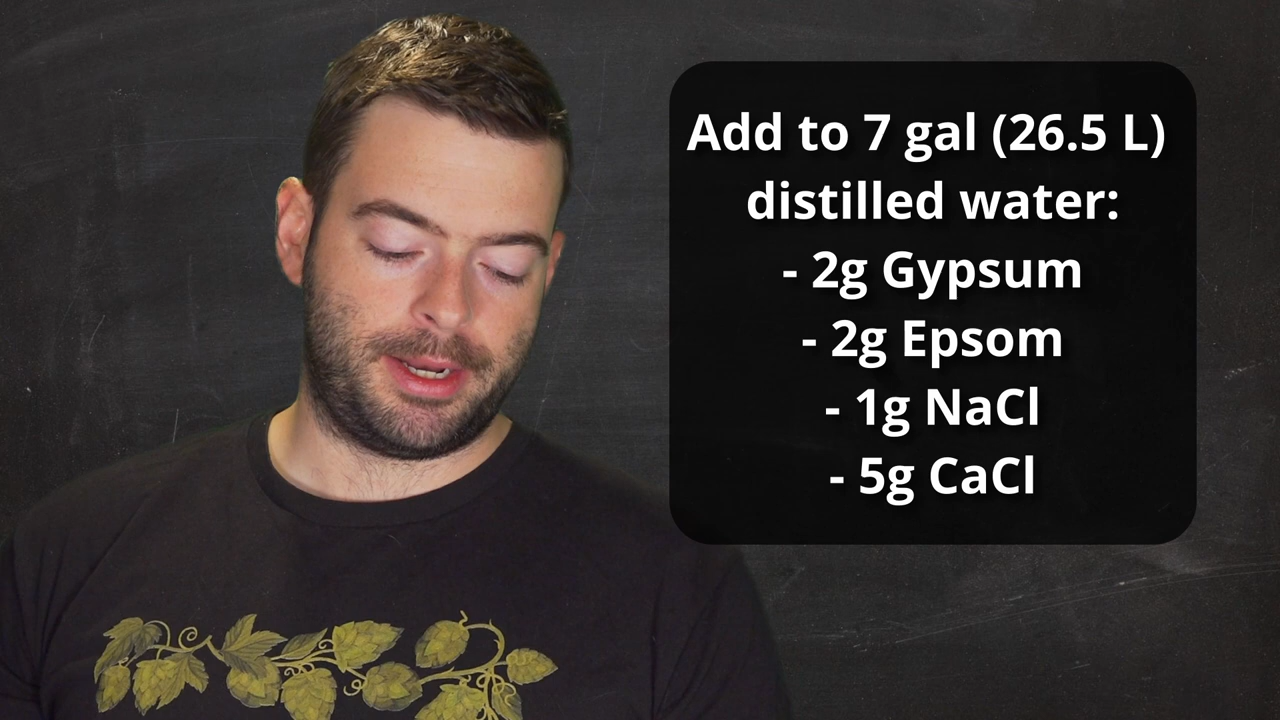 Add to 7 gal (26.5 L)
distilled water:
- 2g Gypsum
- 2g Epsom
- 1g NaCl
- 5g CaCl